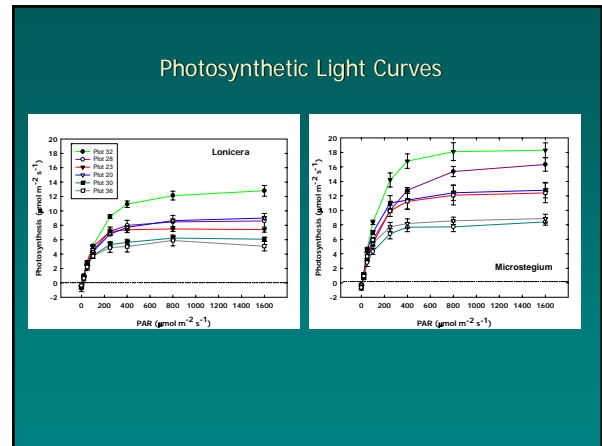 Photosynthetic Light Curves
Photosynthesis (μmol m⁻² s⁻¹)
20
18
16
14
12
10
8
6
4
2
0
-2
Plot 32
Plot 28
Plot 23
Plot 20
Plot 30
Plot 36
Lonicera
0 200 400 600 800 1000 1200 1400 1600
PAR (μmol m⁻² s⁻¹)
Photosynthesis (μmol m⁻² s⁻¹)
20
18
16
14
12
10
8
6
4
2
0
-2
Microstegium
0 200 400 600 800 1000 1200 1400 1600
PAR (μmol m⁻² s⁻¹)